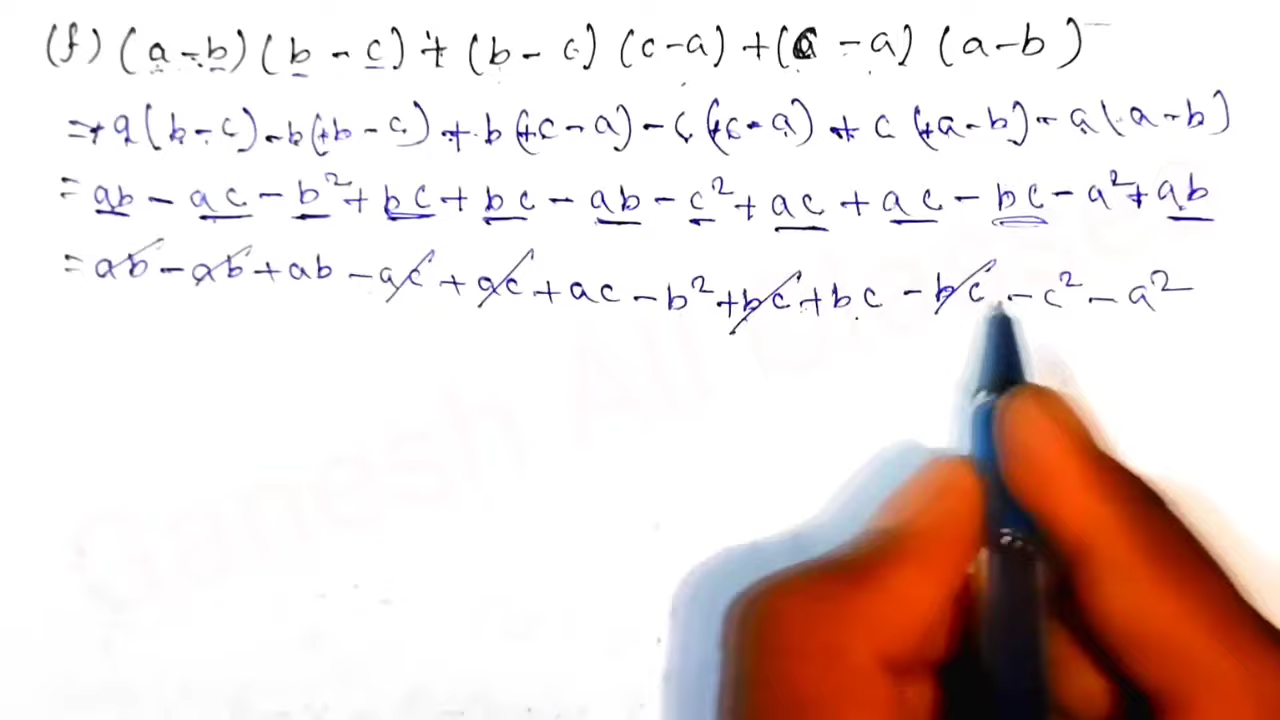 (f) (a-b)(b-c)+(b-c)(c-a)+(c-a)(a-b)
=+a(b-c)-b(+b-c)+b(+c-a)-c(+c-a)+c(+a-b)-a(a-b)
=ab-ac-b²+bc+bc-ab-c²+ac+ac-bc-a²+ab
=ab-ab+ab-ac+ac+ac-b²+bc+bc-bc-c²-a²